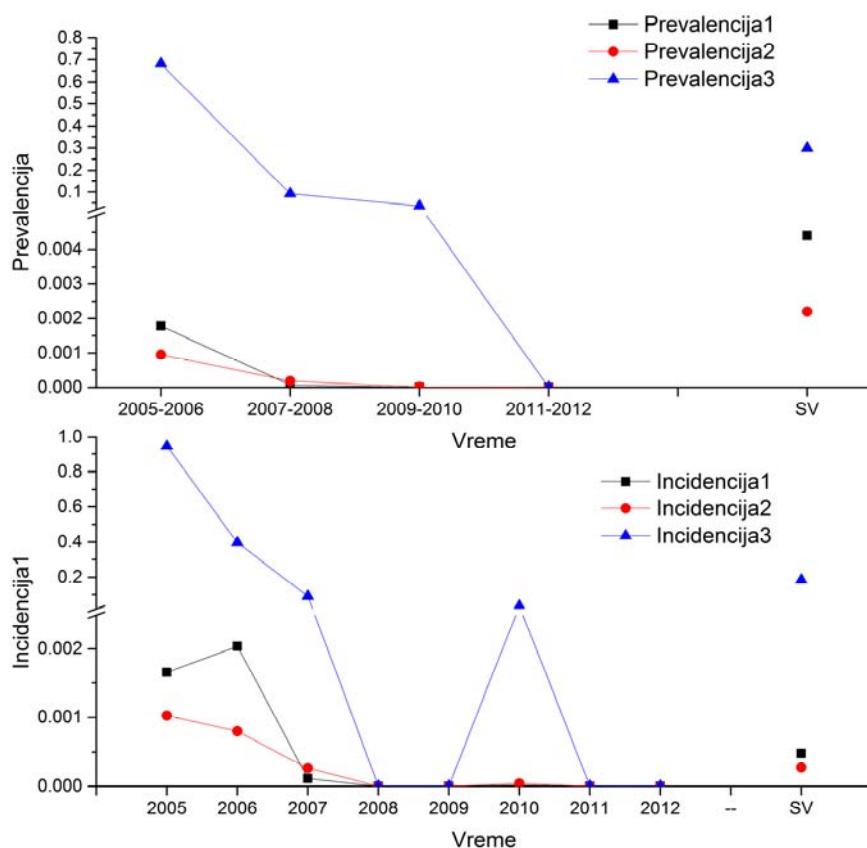 Prevalencija1
Prevalencija2
Prevalencija3
Prevalencija
0.8
0.7
0.6
0.5
0.4
0.3
0.2
0.1
0.004
0.003
0.002
0.001
0.000
2005-2006 2007-2008 2009-2010 2011-2012 SV
Vreme
Incidencija1
Incidencija2
Incidencija3
Incidencija1
1.0
0.8
0.6
0.4
0.2
0.002
0.001
0.000
2005 2006 2007 2008 2009 2010 2011 2012 -- SV
Vreme